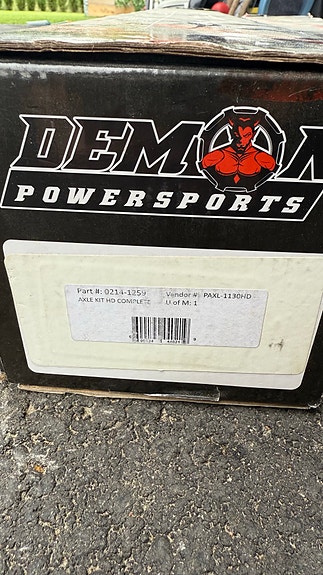 DEMON
POWERSPORTS
Part #: 0214-1259 Vendor #: PAXL-1130HD
AXLE KIT HD COMPLETE U of M: 1